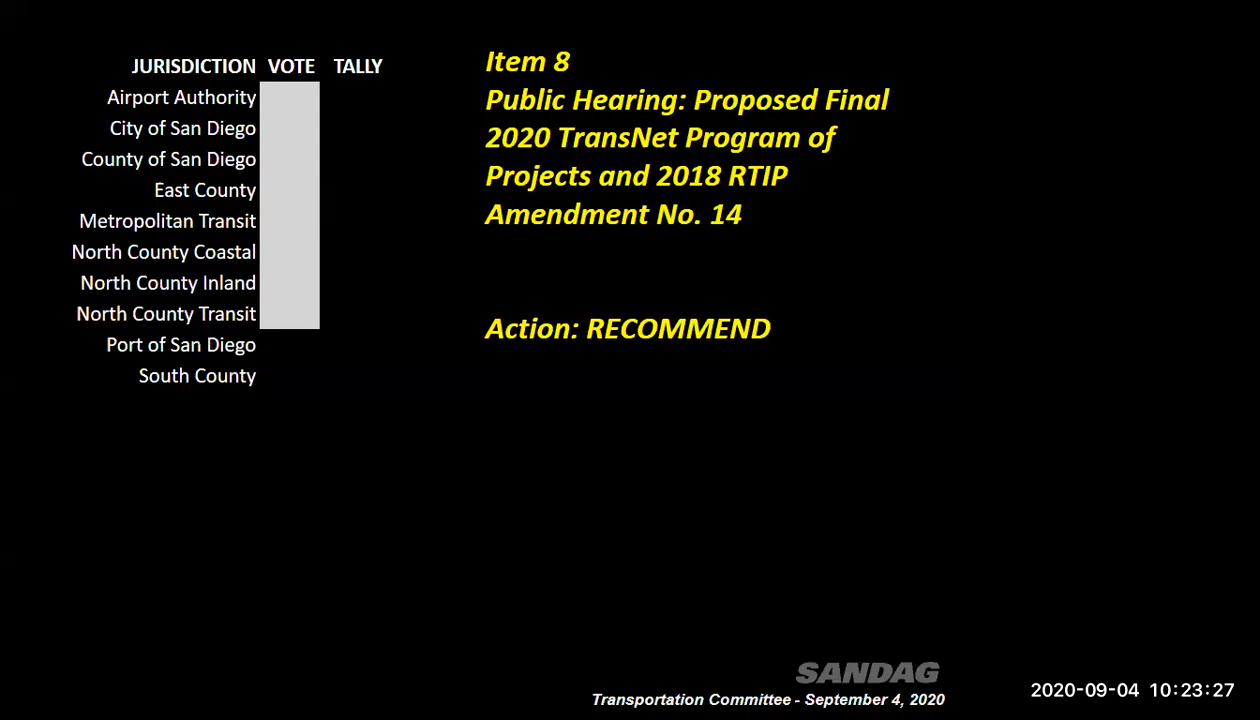 JURISDICTION VOTE TALLY
Airport Authority
City of San Diego
County of San Diego
East County
Metropolitan Transit
North County Coastal
North County Inland
North County Transit
Port of San Diego
South County
Item 8
Public Hearing: Proposed Final
2020 TransNet Program of
Projects and 2018 RTIP
Amendment No. 14
Action: RECOMMEND
SANDAG
Transportation Committee - September 4, 2020
2020-09-04 10:23:27